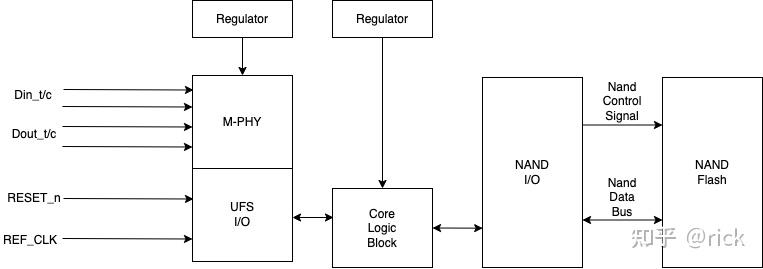 Regulator
Regulator
Din_t/c
M-PHY
Dout_t/c
RESET_n
UFS
I/O
REF_CLK
Core
Logic
Block
NAND
I/O
Nand
Control
Signal
Nand
Data
Bus
NAND
Flash
知乎 @rick